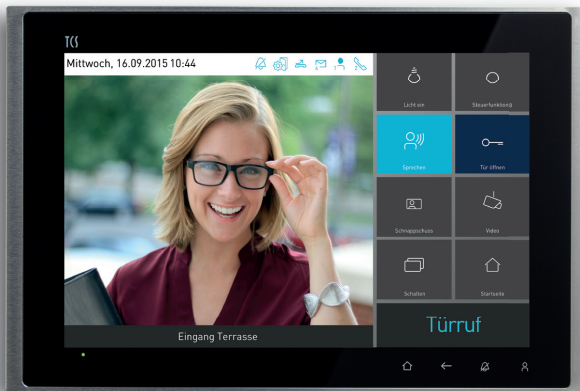 TCS
Mittwoch, 16.09.2015 10:44
Licht ein
Steuerfunktion
Sprechen
Tür öffnen
Schnappschuss
Video
Schalten
Startseite
Eingang Terrasse
Türruf